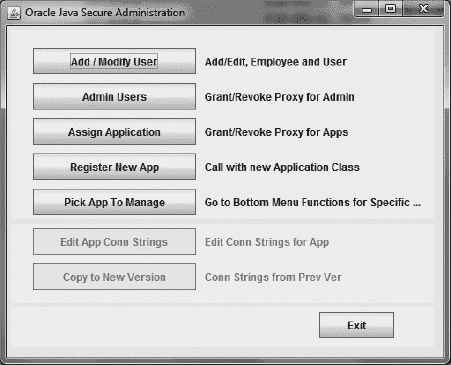 Oracle Java Secure Administration
Add / Modify User Add/Edit, Employee and User
Admin Users Grant/Revoke Proxy for Admin
Assign Application Grant/Revoke Proxy for Apps
Register New App Call with new Application Class
Pick App To Manage Go to Bottom Menu Functions for Specific ...
Edit App Conn Strings Edit Conn Strings for App
Copy to New Version Conn Strings from Prev Ver
Exit